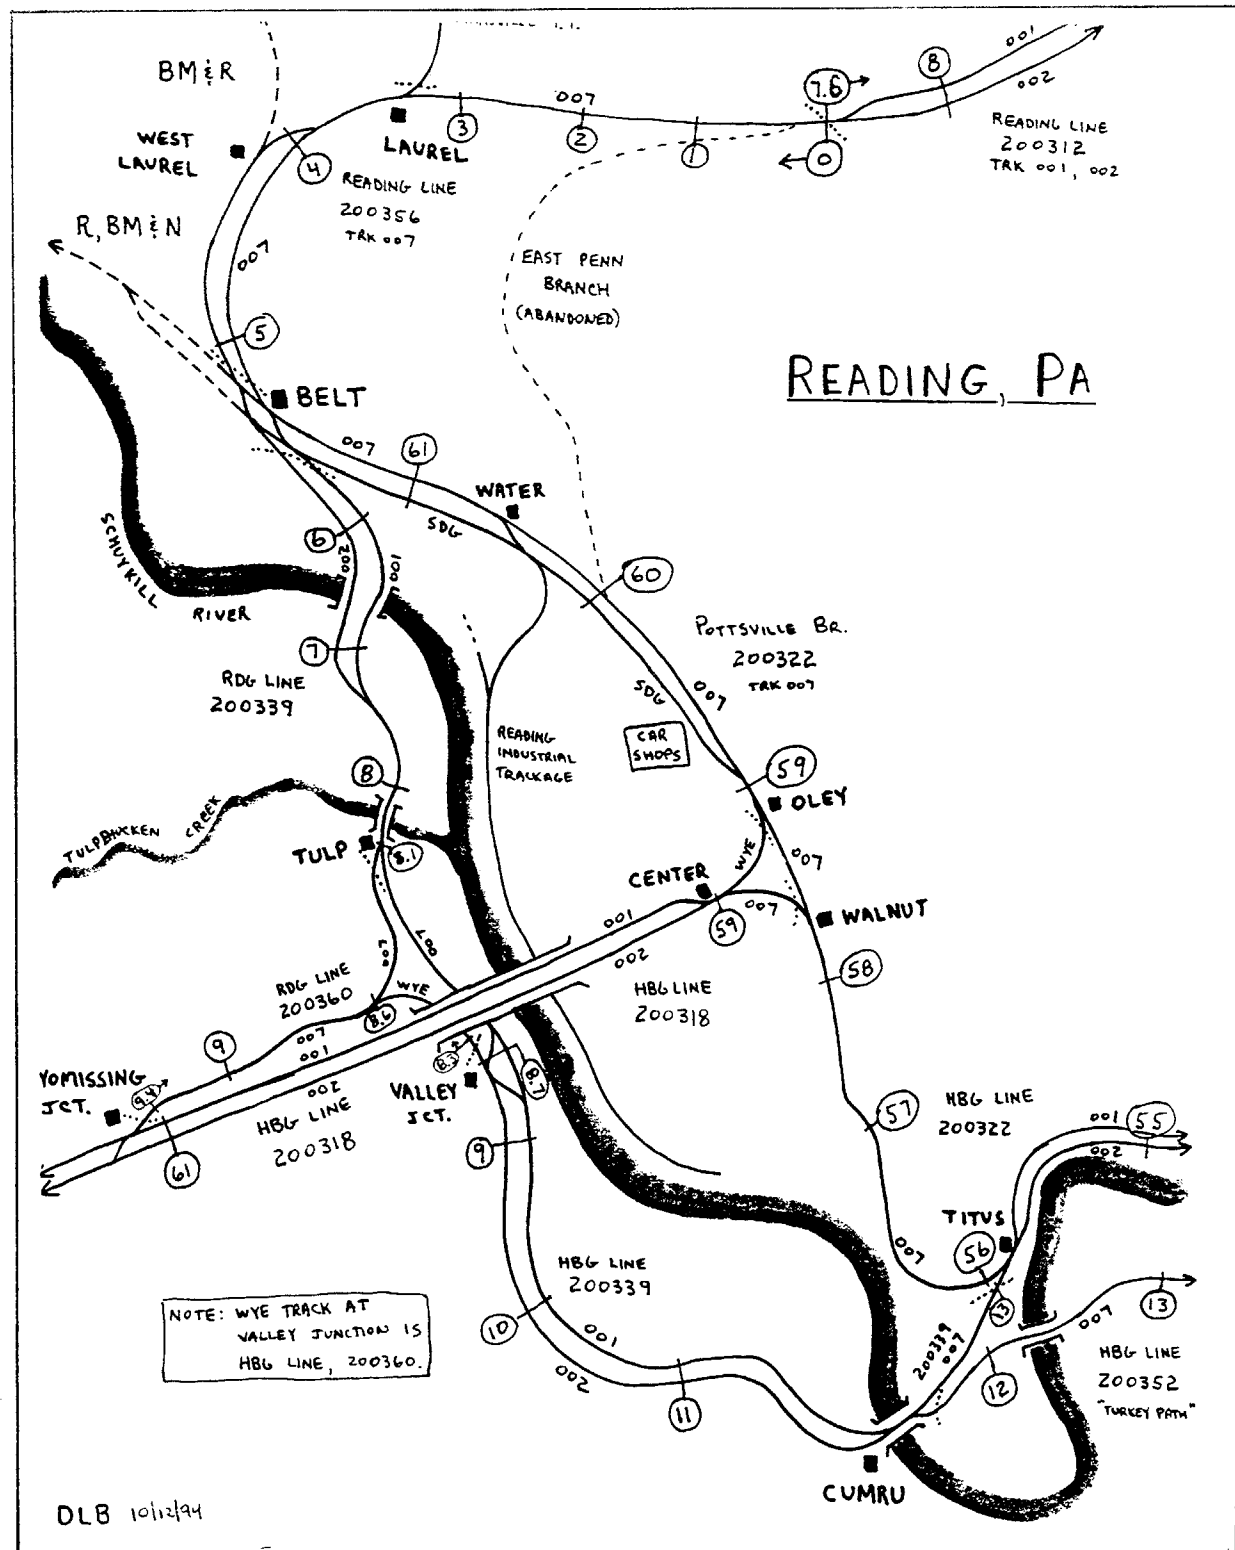 BM & R
WEST
LAUREL
LAUREL
4
3
007
2
1
7.6
0
8
001
002
READING LINE
200312
TRK 001, 002
READING LINE
200356
TRK 007
R, BM & N
007
EAST PENN
BRANCH
(ABANDONED)
READING, PA
5
BELT
007
61
WATER
SDG
6
200
001
60
SCHUYKILL
RIVER
7
RDG LINE
200339
POTTSVILLE BR.
200322
TRK 007
SDG
007
CAR
SHOPS
READING
INDUSTRIAL
TRACKAGE
8
59
OLEY
TULPEHOCKEN CREEK
TULP
8.1
WYE
007
CENTER
59
007
WALNUT
001
002
58
007
007
RDG LINE
200360
WYE
8.6
HBG LINE
200318
9
007
001
002
YOMISSING
JCT.
9.4
61
HBG LINE
200318
VALLEY
JCT.
8.3
8.7
9
57
HBG LINE
200322
001
55
002
TITUS
56
007
13
HBG LINE
200339
10
001
002
11
200339
007
12
007
13
HBG LINE
200352
"TURKEY PATH"
NOTE: WYE TRACK AT
VALLEY JUNCTION IS
HBG LINE, 200360.
CUMRU
DLB 10/12/94